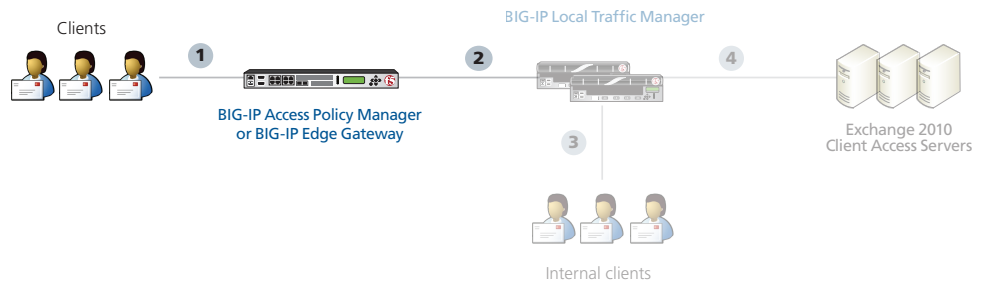 BIG-IP Local Traffic Manager
Clients
1
2
4
BIG-IP Access Policy Manager
or BIG-IP Edge Gateway
Exchange 2010
Client Access Servers
3
Internal clients